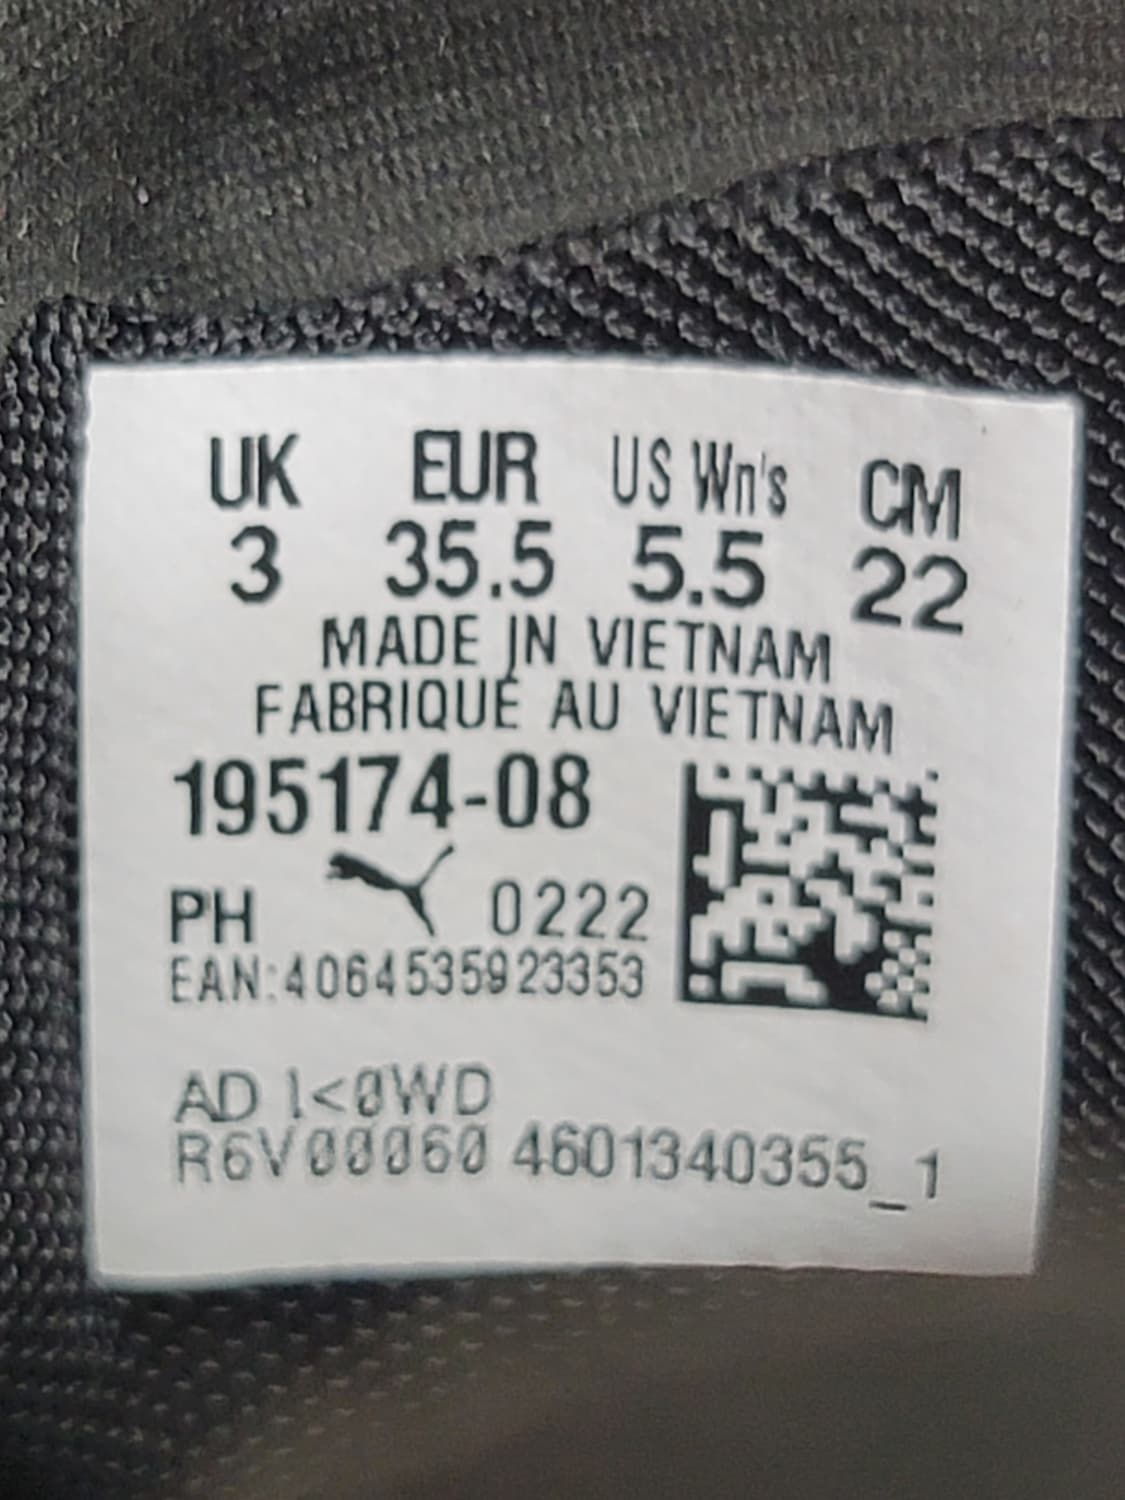 UK EUR US Wn's CM
3 35.5 5.5 22
MADE IN VIETNAM
FABRIQUÉ AU VIETNAM
195174-08
PH 0222
EAN:4064535923353
AD I<0WD
R6V00060 4601340355_1